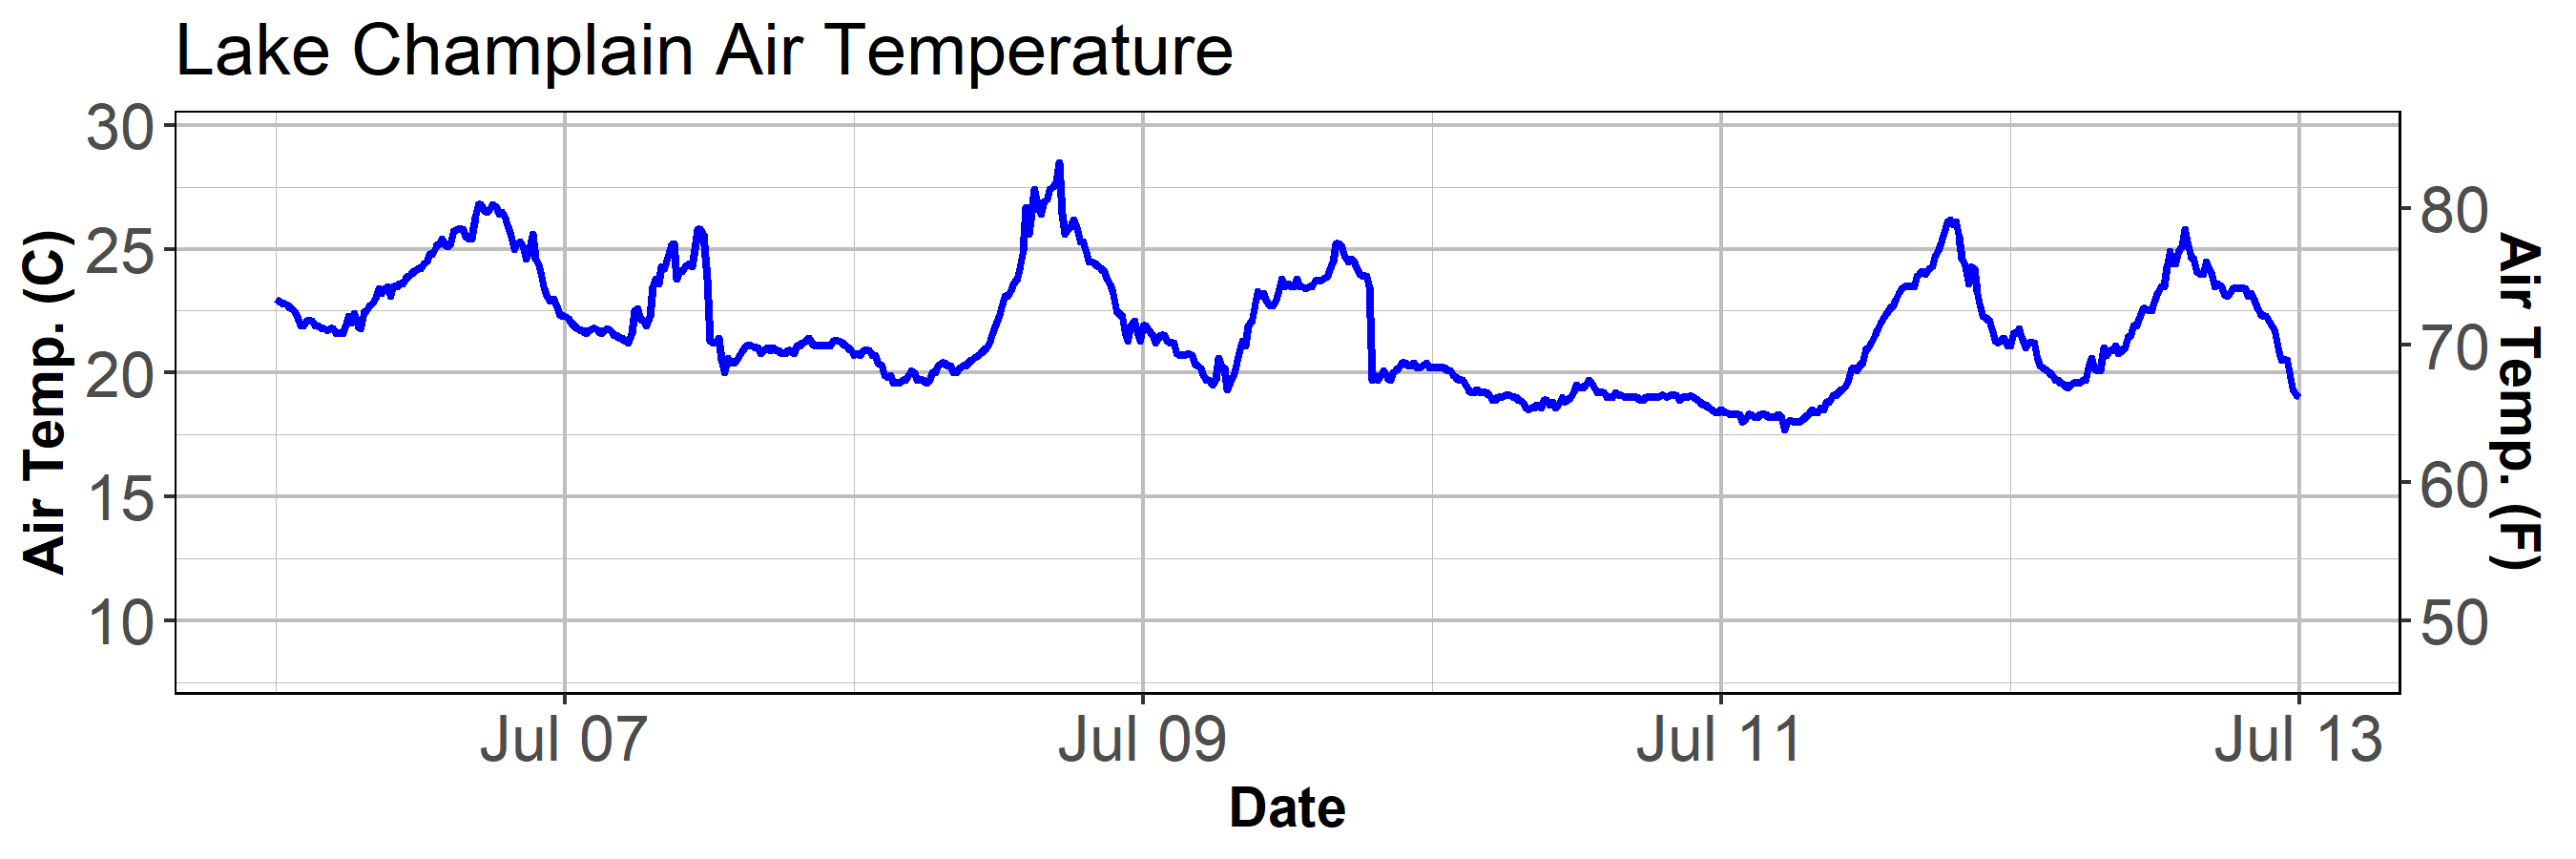 Lake Champlain Air Temperature
30
25
20
15
10
Air Temp. (C)
80
70
60
50
Air Temp. (F)
Jul 07 Jul 09 Jul 11 Jul 13
Date